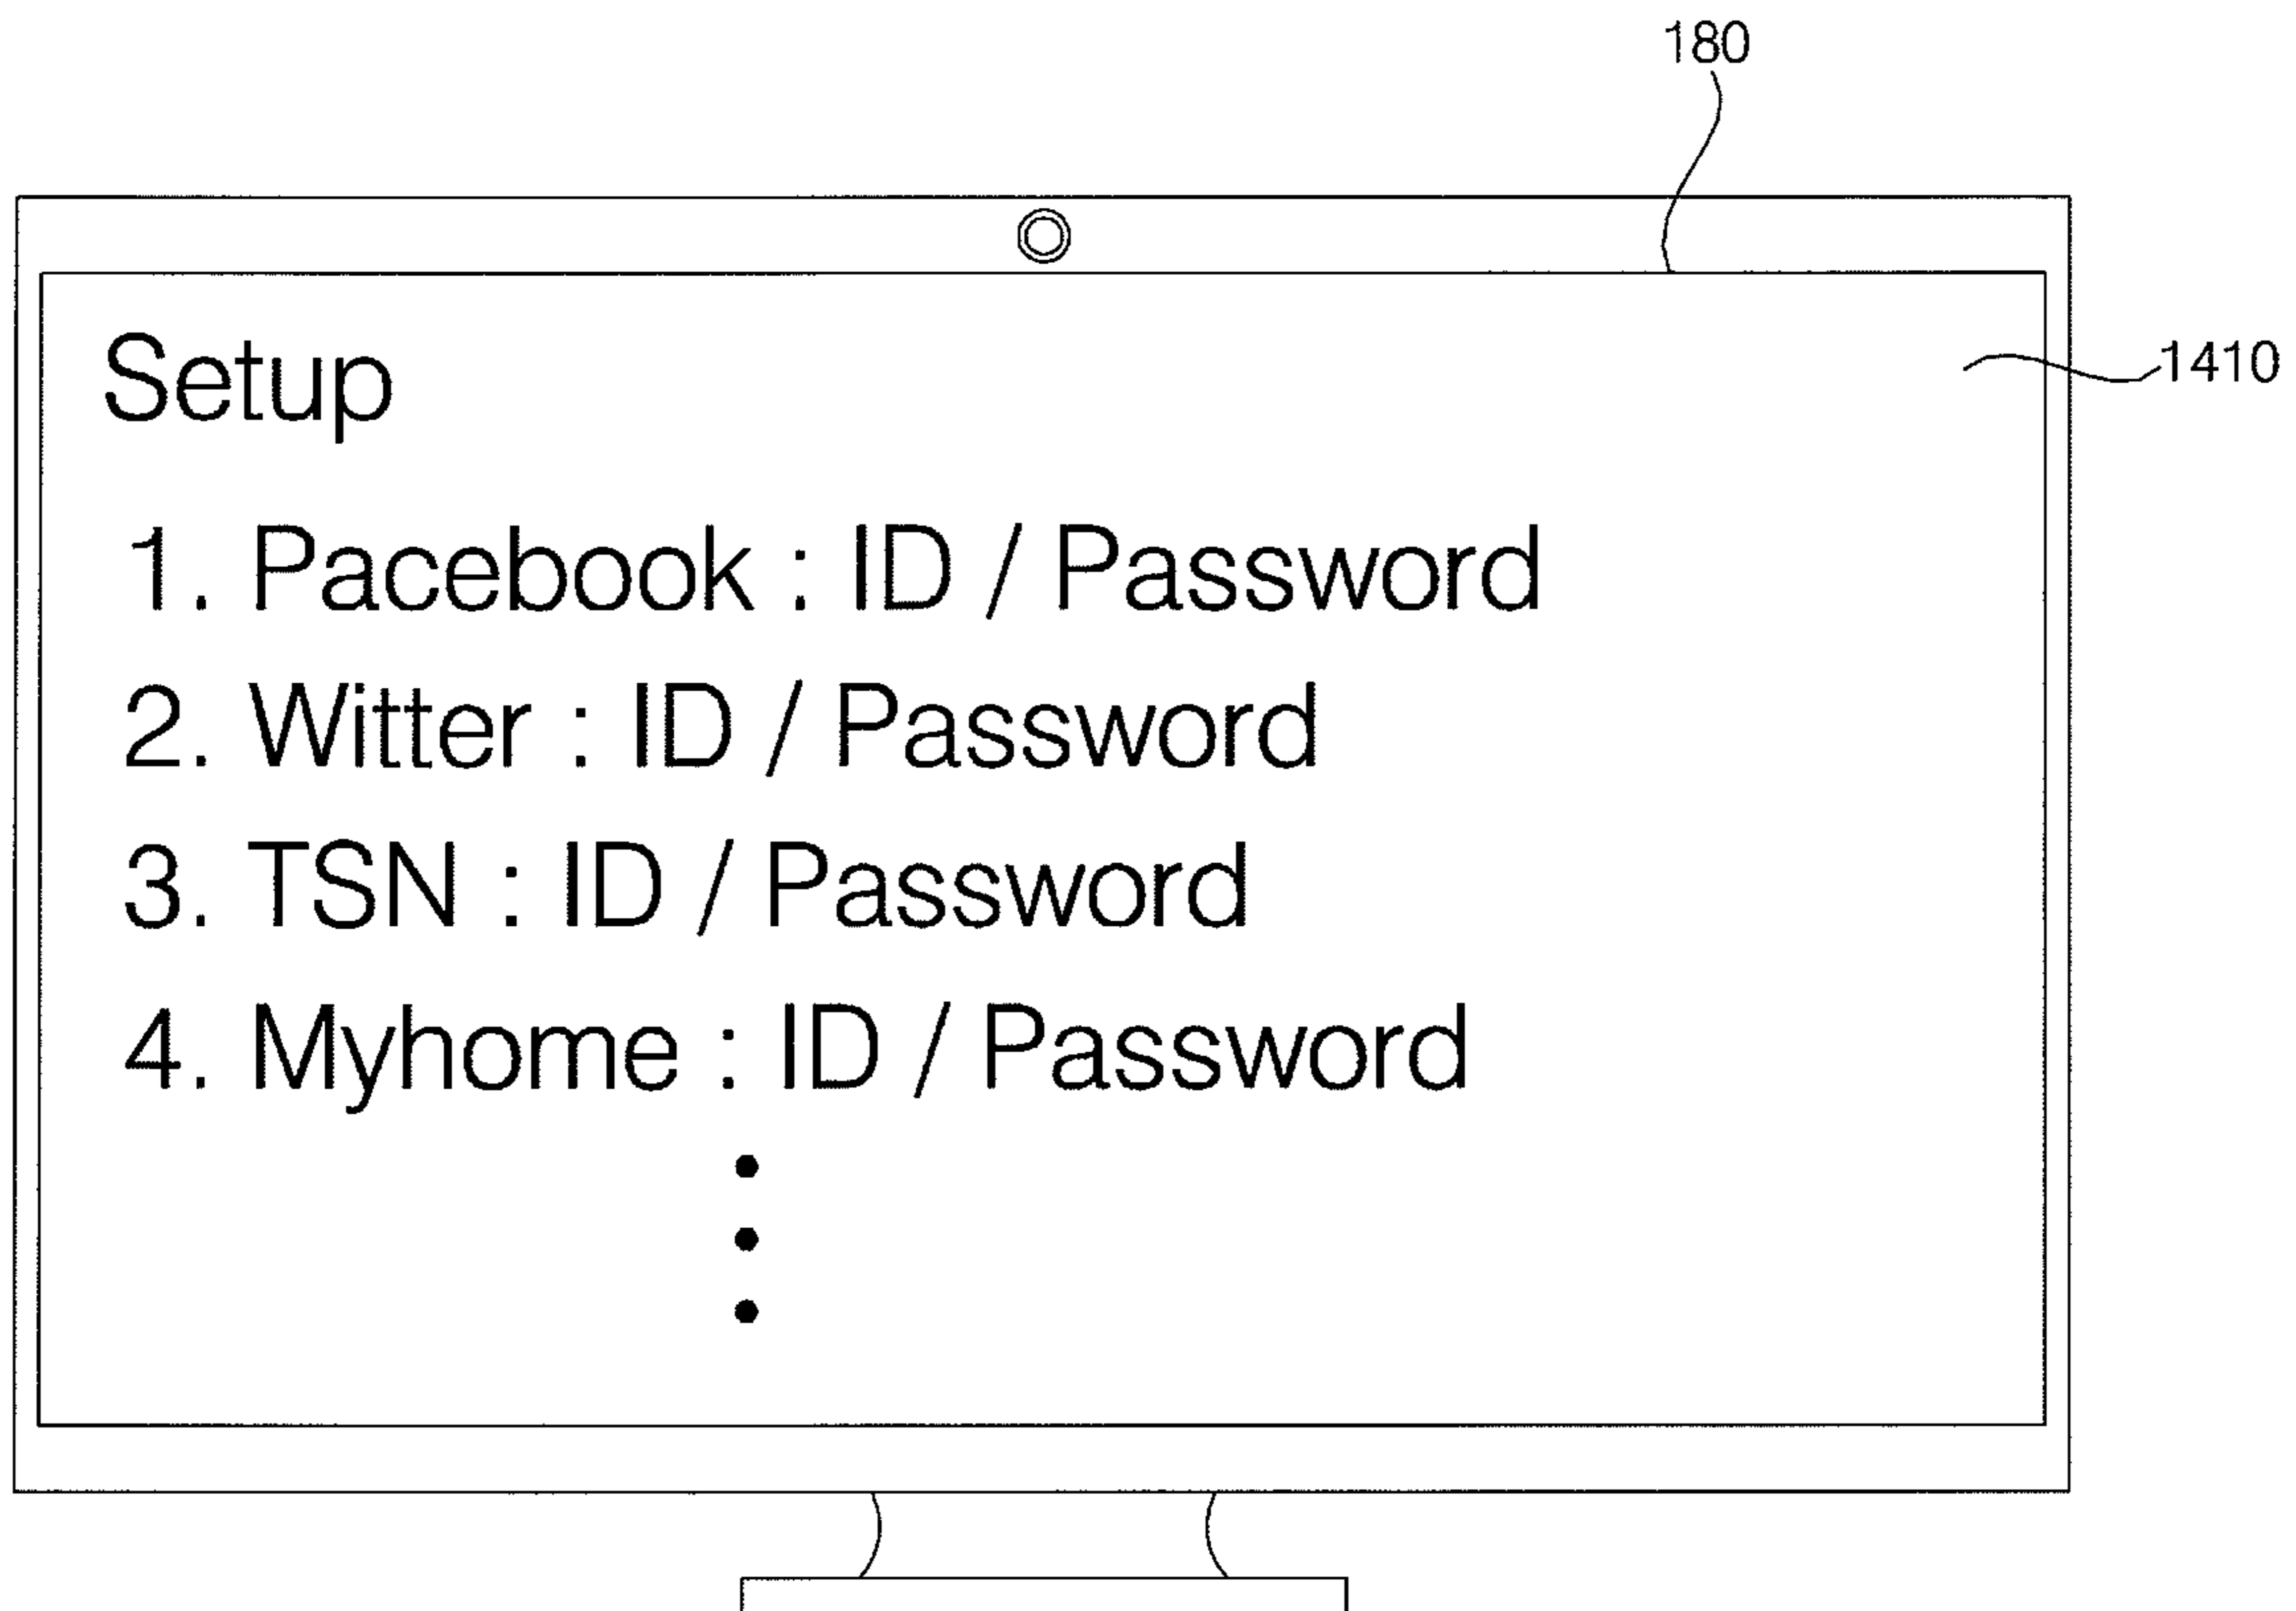 180
1410
Setup
1. Pacebook : ID / Password
2. Witter : ID / Password
3. TSN : ID / Password
4. Myhome : ID / Password